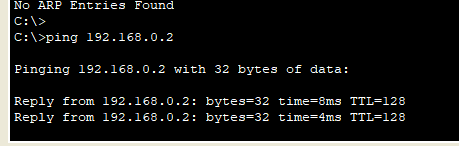 No ARP Entries Found
C:\>
C:\>ping 192.168.0.2
Pinging 192.168.0.2 with 32 bytes of data:
Reply from 192.168.0.2: bytes=32 time=8ms TTL=128
Reply from 192.168.0.2: bytes=32 time=4ms TTL=128